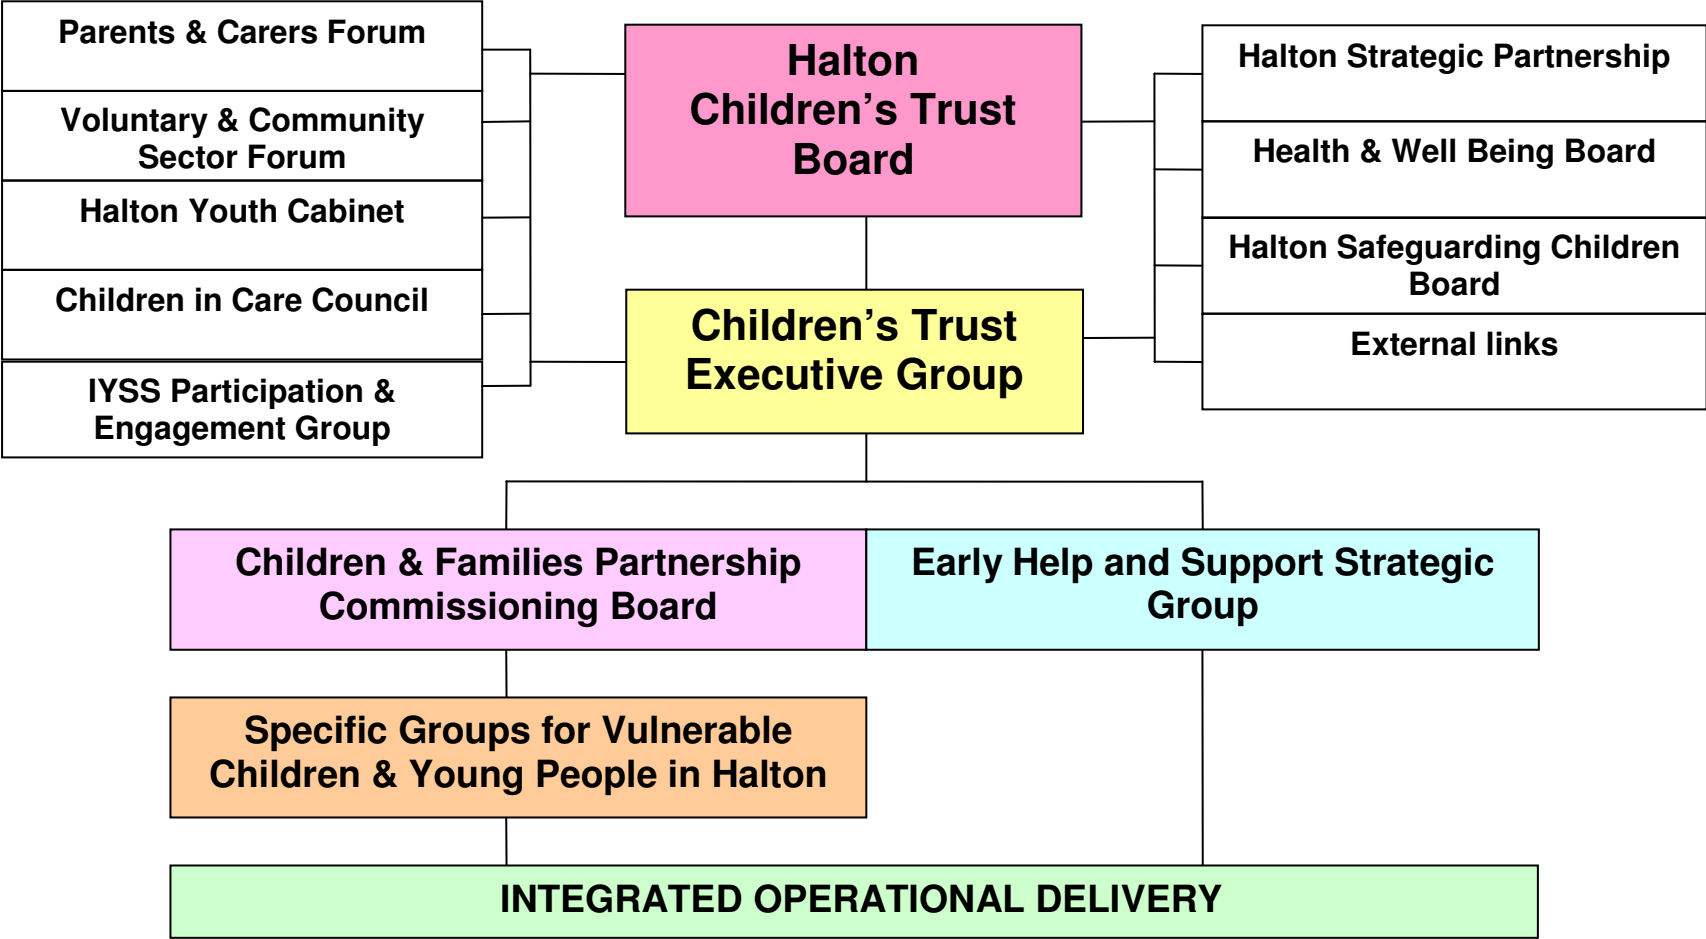 Parents & Carers Forum
Voluntary & Community
Sector Forum
Halton Youth Cabinet
Children in Care Council
IYSS Participation &
Engagement Group
Halton
Children’s Trust
Board
Children’s Trust
Executive Group
Halton Strategic Partnership
Health & Well Being Board
Halton Safeguarding Children
Board
External links
Children & Families Partnership
Commissioning Board
Early Help and Support Strategic
Group
Specific Groups for Vulnerable
Children & Young People in Halton
INTEGRATED OPERATIONAL DELIVERY